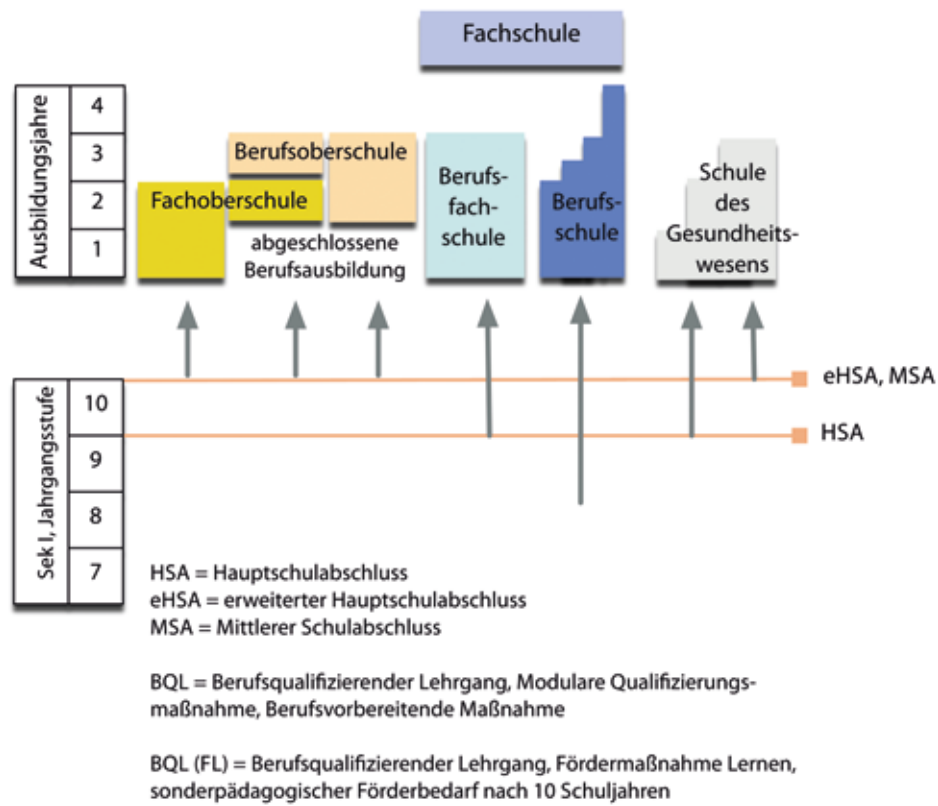 Fachschule
Ausbildungsjahre
4
3
2
1
Berufsoberschule
Fachoberschule
abgeschlossene
Berufsausbildung
Berufs-
fach-
schule
Berufs-
schule
Schule
des
Gesundheits-
wesens
Sek I, Jahrgangsstufe
10
9
8
7
eHSA, MSA
HSA
HSA = Hauptschulabschluss
eHSA = erweiterter Hauptschulabschluss
MSA = Mittlerer Schulabschluss
BQL = Berufsqualifizierender Lehrgang, Modulare Qualifizierungs-
maßnahme, Berufsvorbereitende Maßnahme
BQL (FL) = Berufsqualifizierender Lehrgang, Fördermaßnahme Lernen,
sonderpädagogischer Förderbedarf nach 10 Schuljahren